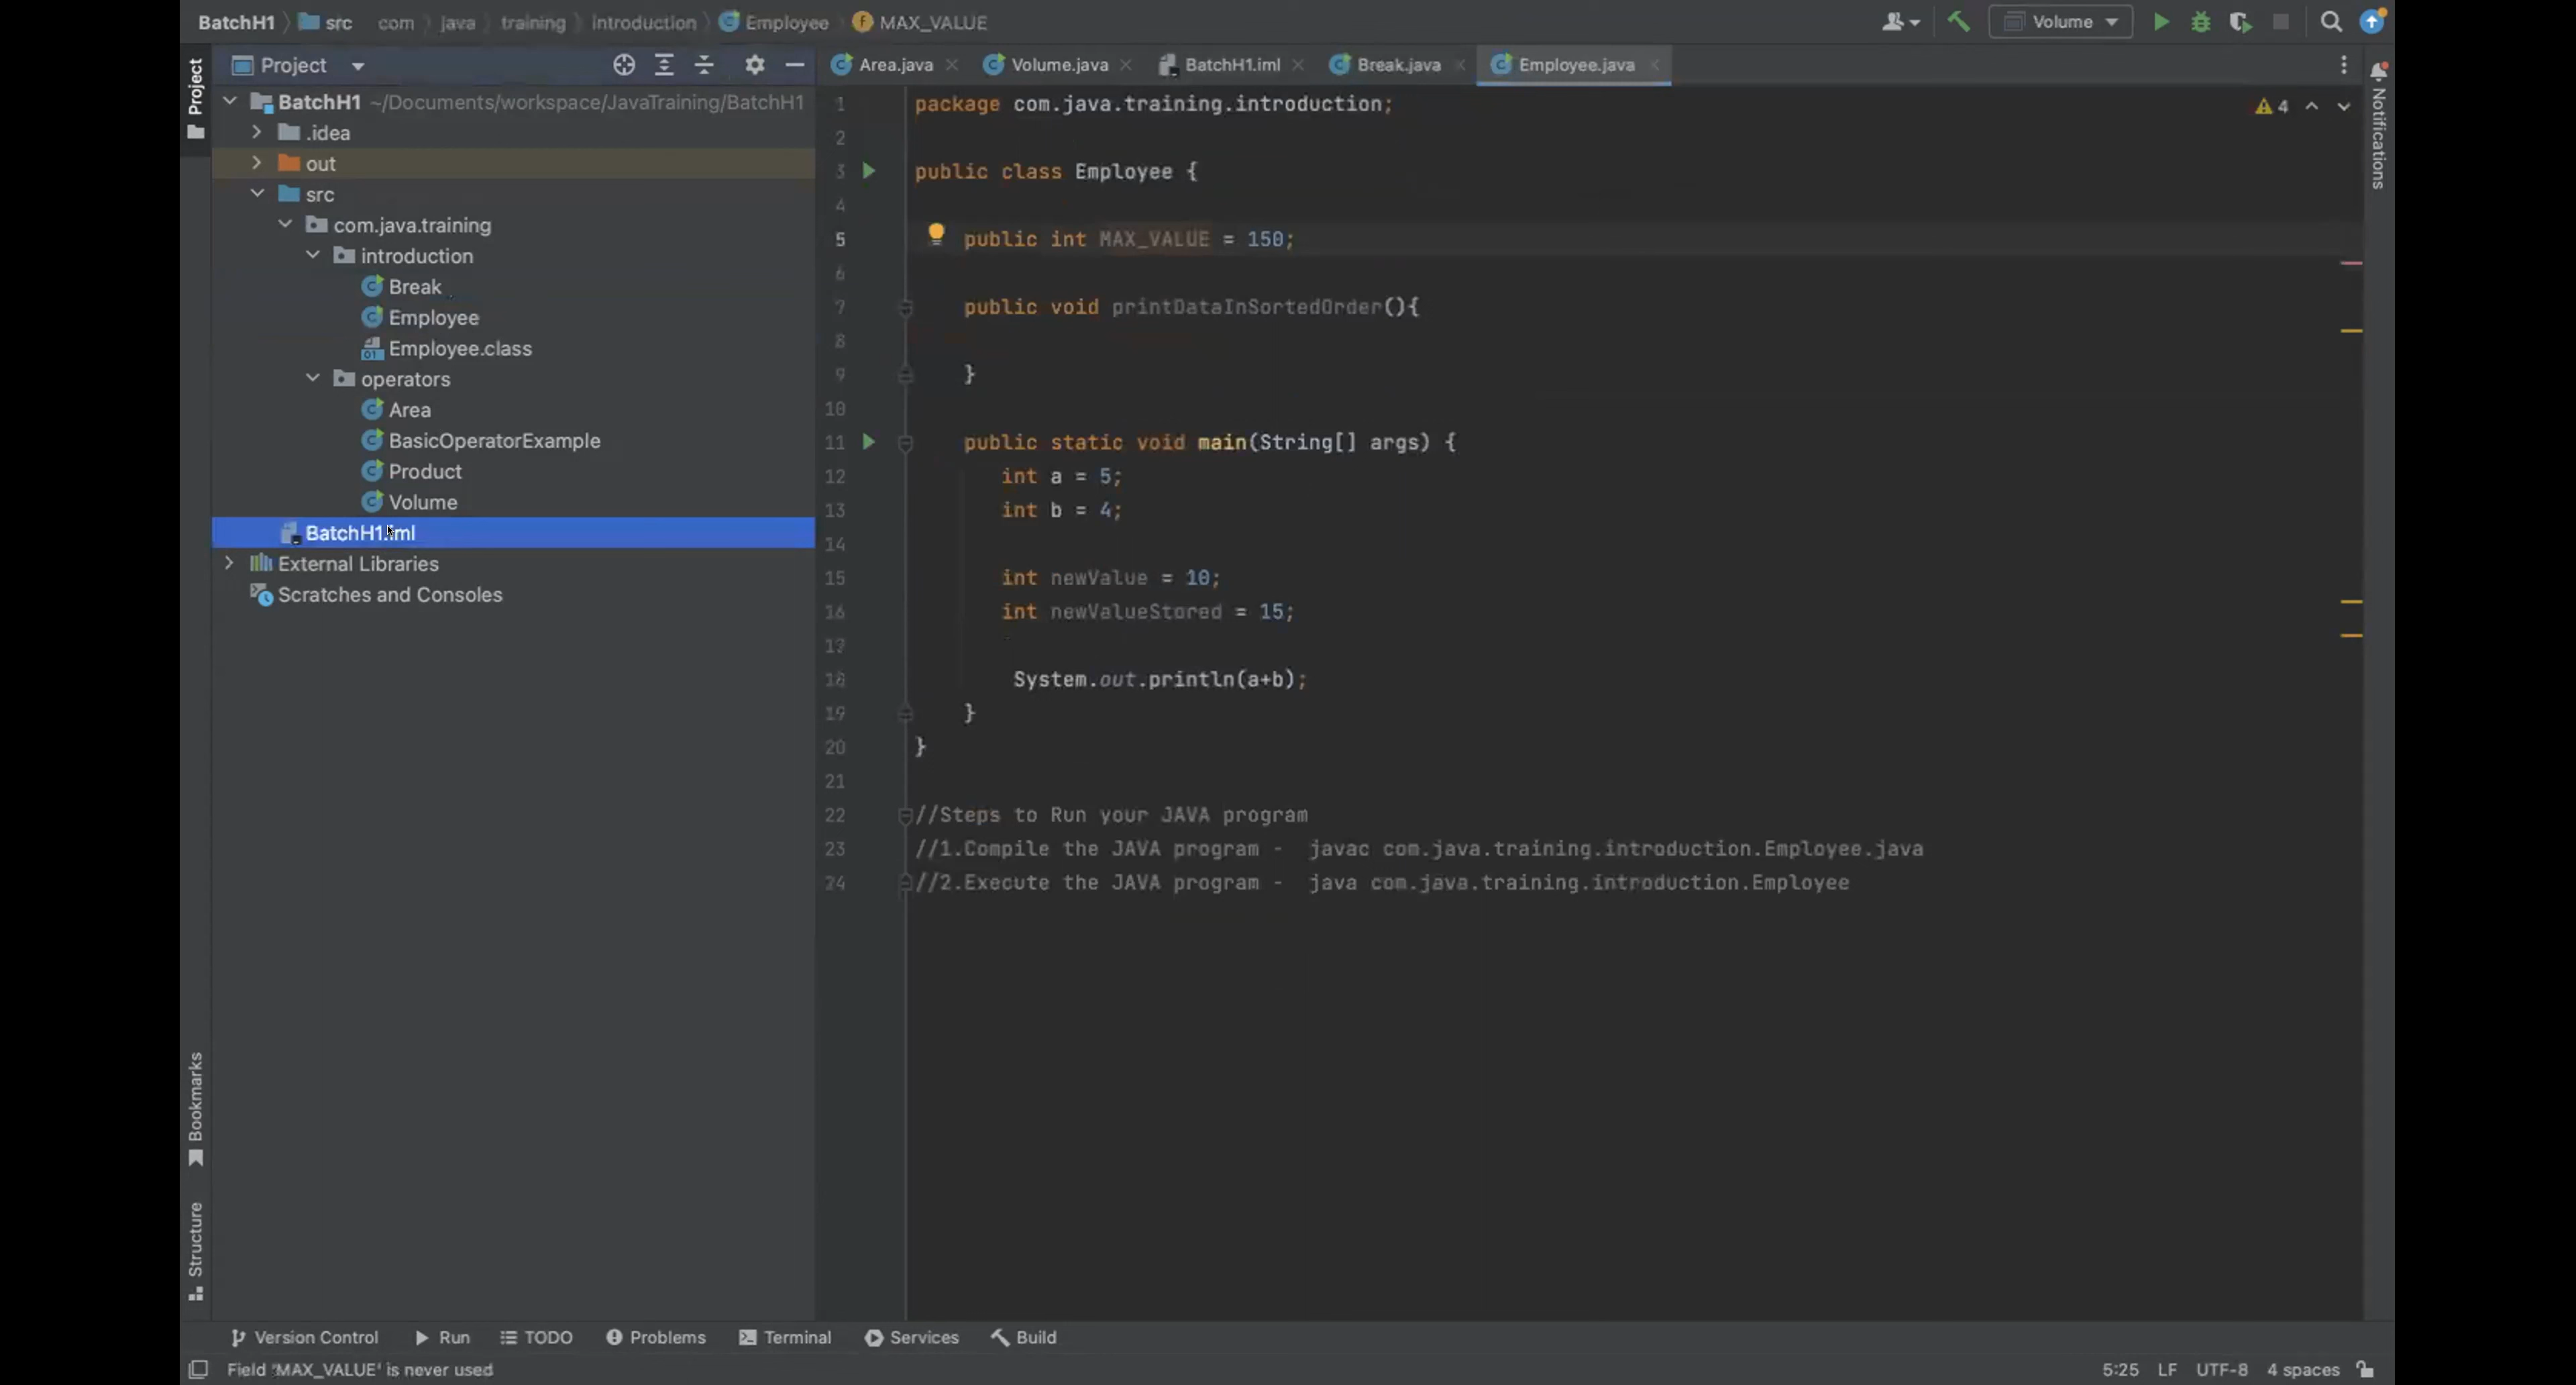 BatchH1 src com java training introduction Employee MAX_VALUE Volume
Project
Area.java Volume.java BatchH1.iml Break.java Employee.java
Project
BatchH1 ~/Documents/workspace/JavaTraining/BatchH1
.idea
out
src
com.java.training
introduction
Break
Employee
Employee.class
operators
Area
BasicOperatorExample
Product
Volume
BatchH1.iml
External Libraries
Scratches and Consoles
1 package com.java.training.introduction;
2
3 public class Employee {
4
5 public int MAX_VALUE = 150;
6
7 public void printDataInSortedOrder(){
8
9 }
10
11 public static void main(String[] args) {
12 int a = 5;
13 int b = 4;
14
15 int newValue = 10;
16 int newValueStored = 15;
17
18 System.out.println(a+b);
19 }
20 }
21
22 //Steps to Run your JAVA program
23 //1.Compile the JAVA program - javac com.java.training.introduction.Employee.java
24 //2.Execute the JAVA program - java com.java.training.introduction.Employee
4
Notifications
Bookmarks
Structure
Version Control Run TODO Problems Terminal Services Build
Field 'MAX_VALUE' is never used 5:25 LF UTF-8 4 spaces